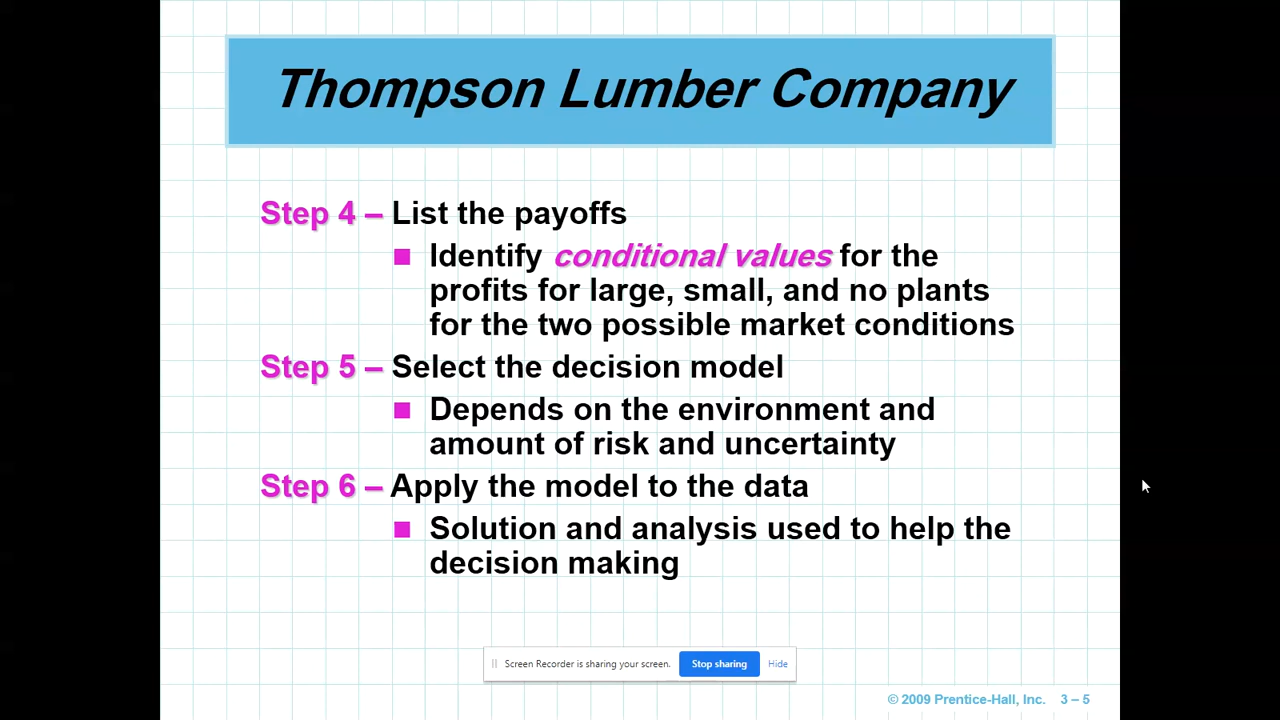 Thompson Lumber Company
Step 4 – List the payoffs
■ Identify conditional values for the
profits for large, small, and no plants
for the two possible market conditions
Step 5 – Select the decision model
■ Depends on the environment and
amount of risk and uncertainty
Step 6 – Apply the model to the data
■ Solution and analysis used to help the
decision making
Screen Recorder is sharing your screen. Stop sharing Hide
© 2009 Prentice-Hall, Inc. 3 – 5